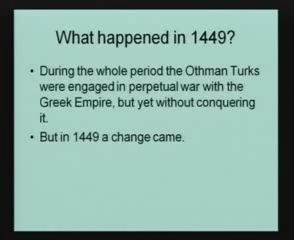 What happened in 1449?
• During the whole period the Othman Turks
were engaged in perpetual war with the
Greek Empire, but yet without conquering
it.
• But in 1449 a change came.